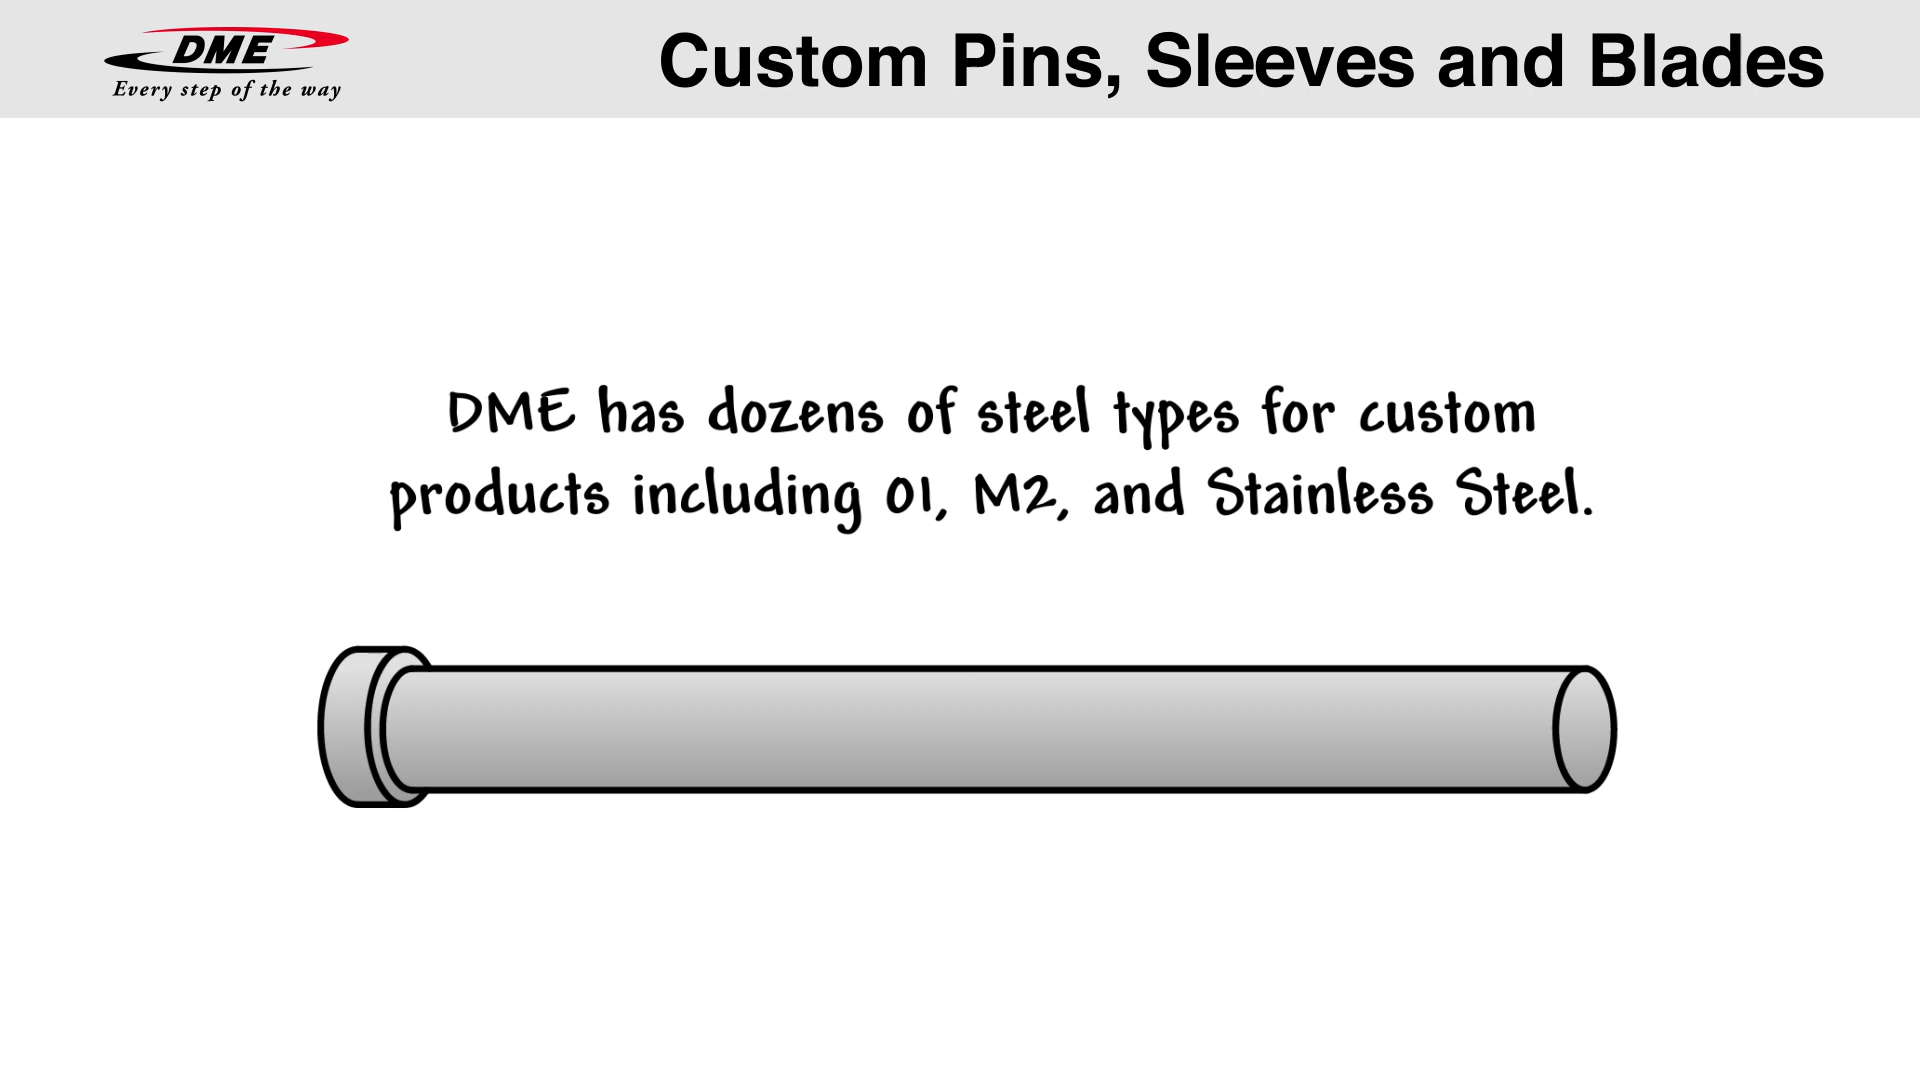 DME
Every step of the way
Custom Pins, Sleeves and Blades
DME has dozens of steel types for custom
products including O1, M2, and Stainless Steel.